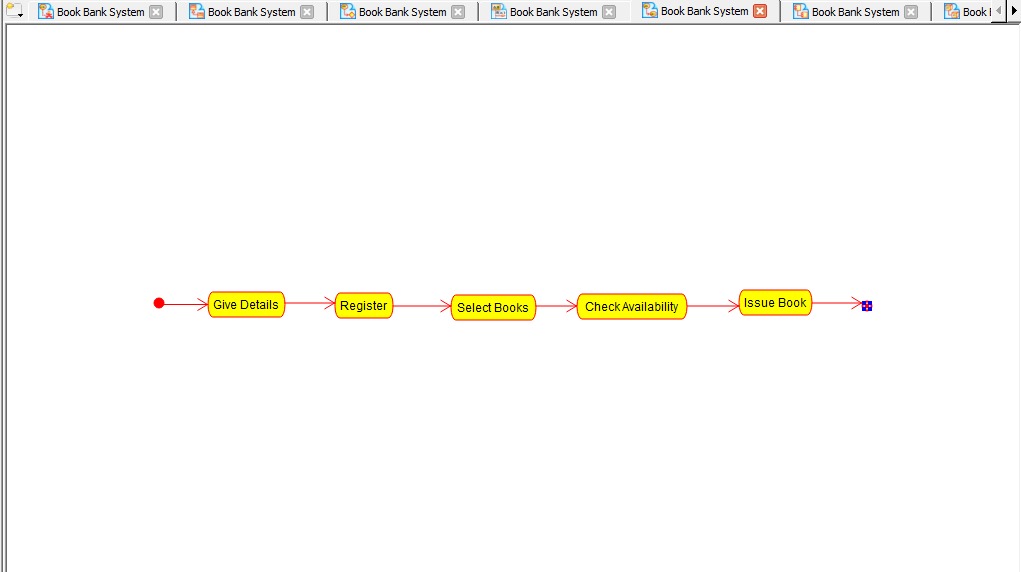 Book Bank System
Book Bank System
Book Bank System
Book Bank System
Book Bank System
Book Bank System
Book
Give Details
Register
Select Books
Check Availability
Issue Book